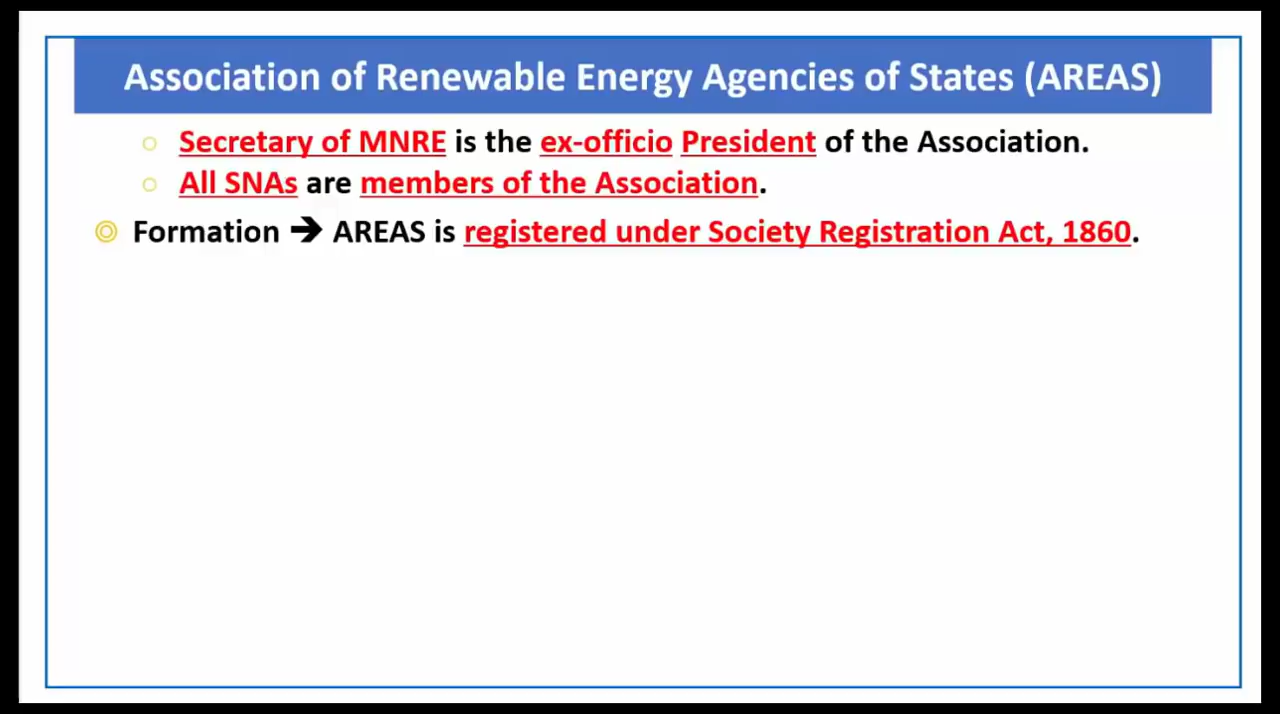 Association of Renewable Energy Agencies of States (AREAS)
Secretary of MNRE is the ex-officio President of the Association.
All SNAs are members of the Association.
Formation ➔ AREAS is registered under Society Registration Act, 1860.